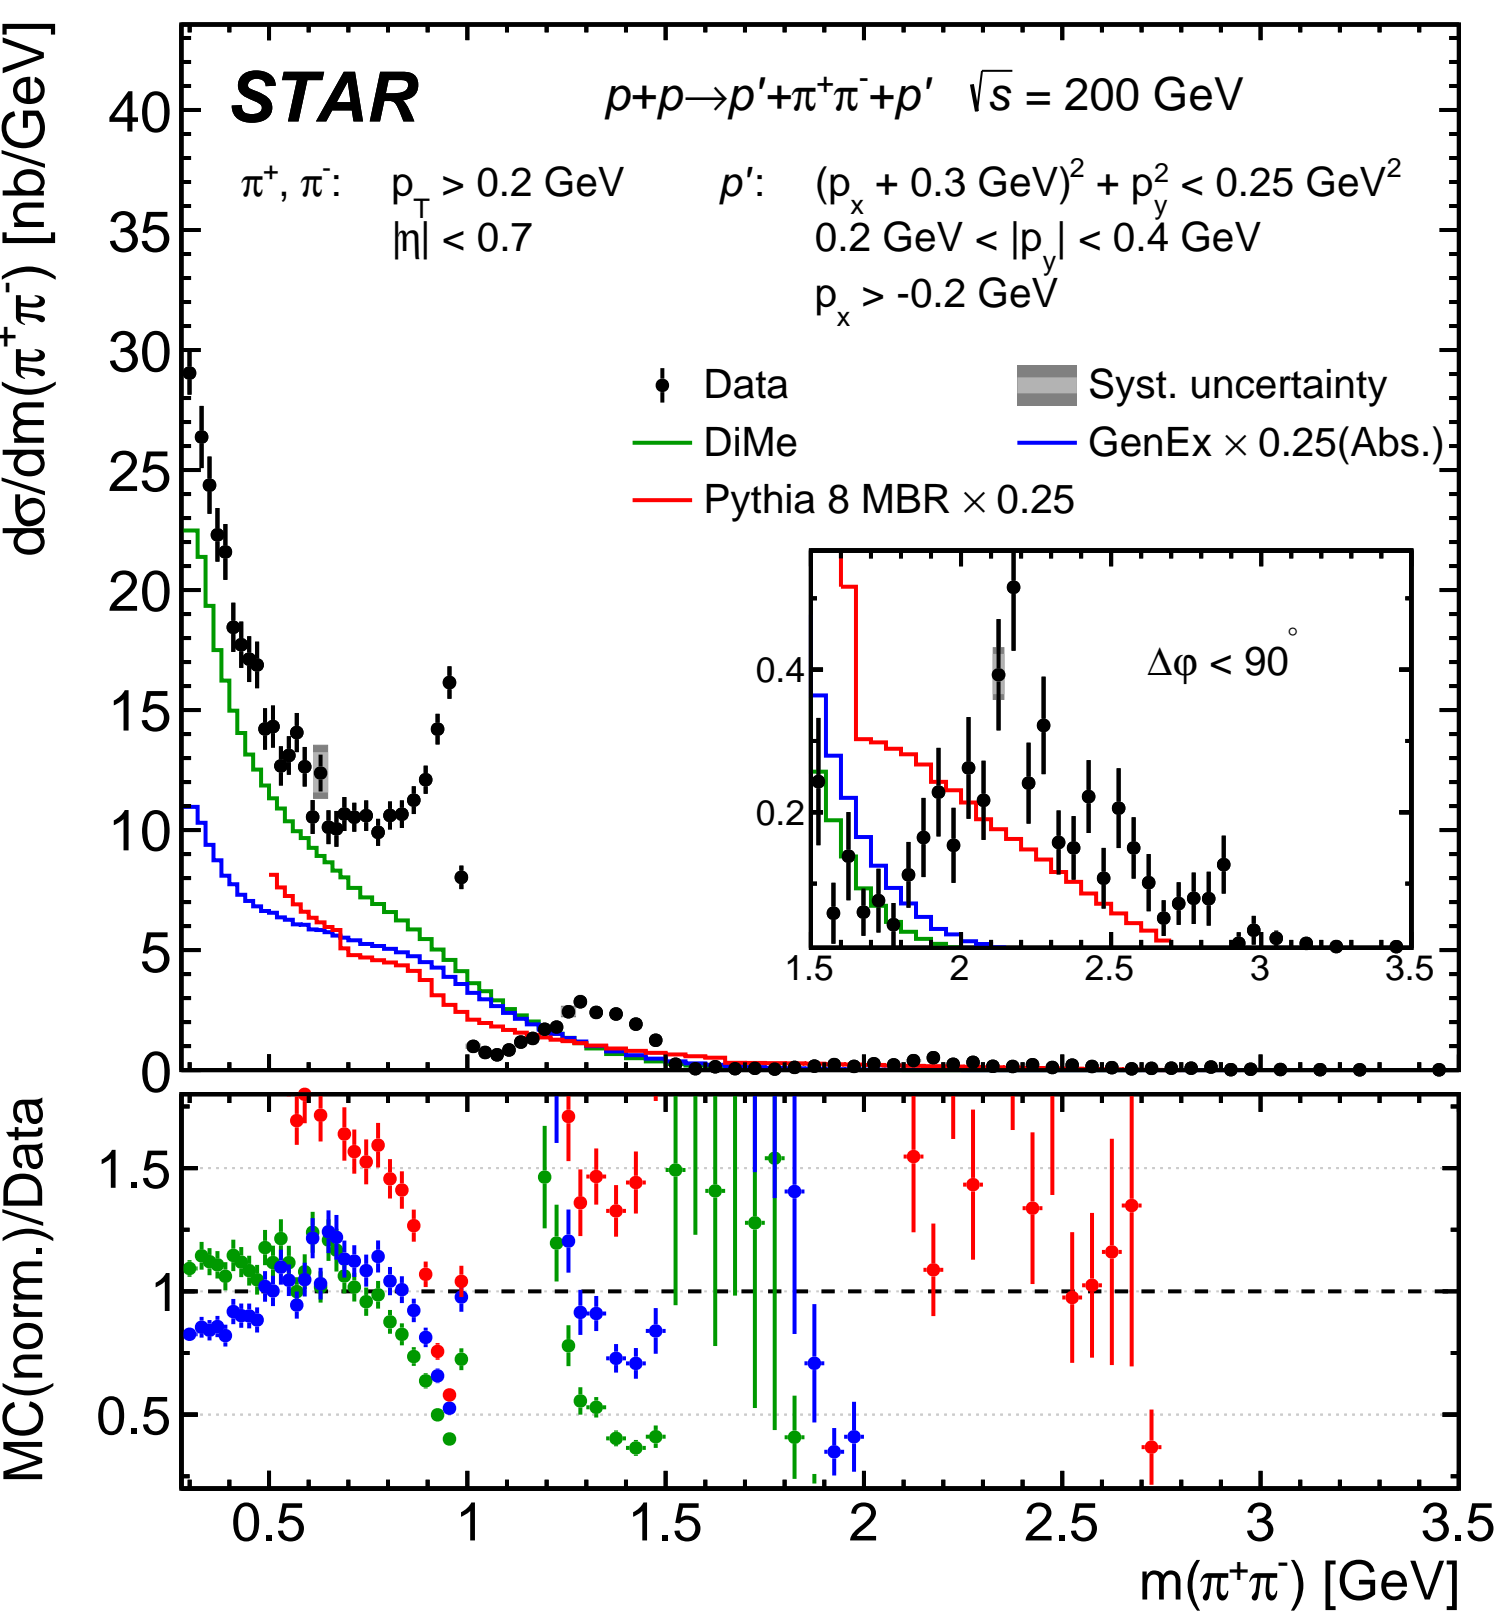 STAR p+p→p′+π⁺π⁻+p′ √s = 200 GeV
π⁺, π⁻: p_T > 0.2 GeV p′: (p_x + 0.3 GeV)² + p_y² < 0.25 GeV²
|η| < 0.7 0.2 GeV < |p_y| < 0.4 GeV
p_x > -0.2 GeV
Data Syst. uncertainty
DiMe GenEx × 0.25(Abs.)
Pythia 8 MBR × 0.25
dσ/dm(π⁺π⁻) [nb/GeV]
40
35
30
25
20
15
10
5
0
Δφ < 90°
0.4
0.2
1.5 2 2.5 3 3.5
MC(norm.)/Data
1.5
1
0.5
0.5 1 1.5 2 2.5 3 3.5
m(π⁺π⁻) [GeV]